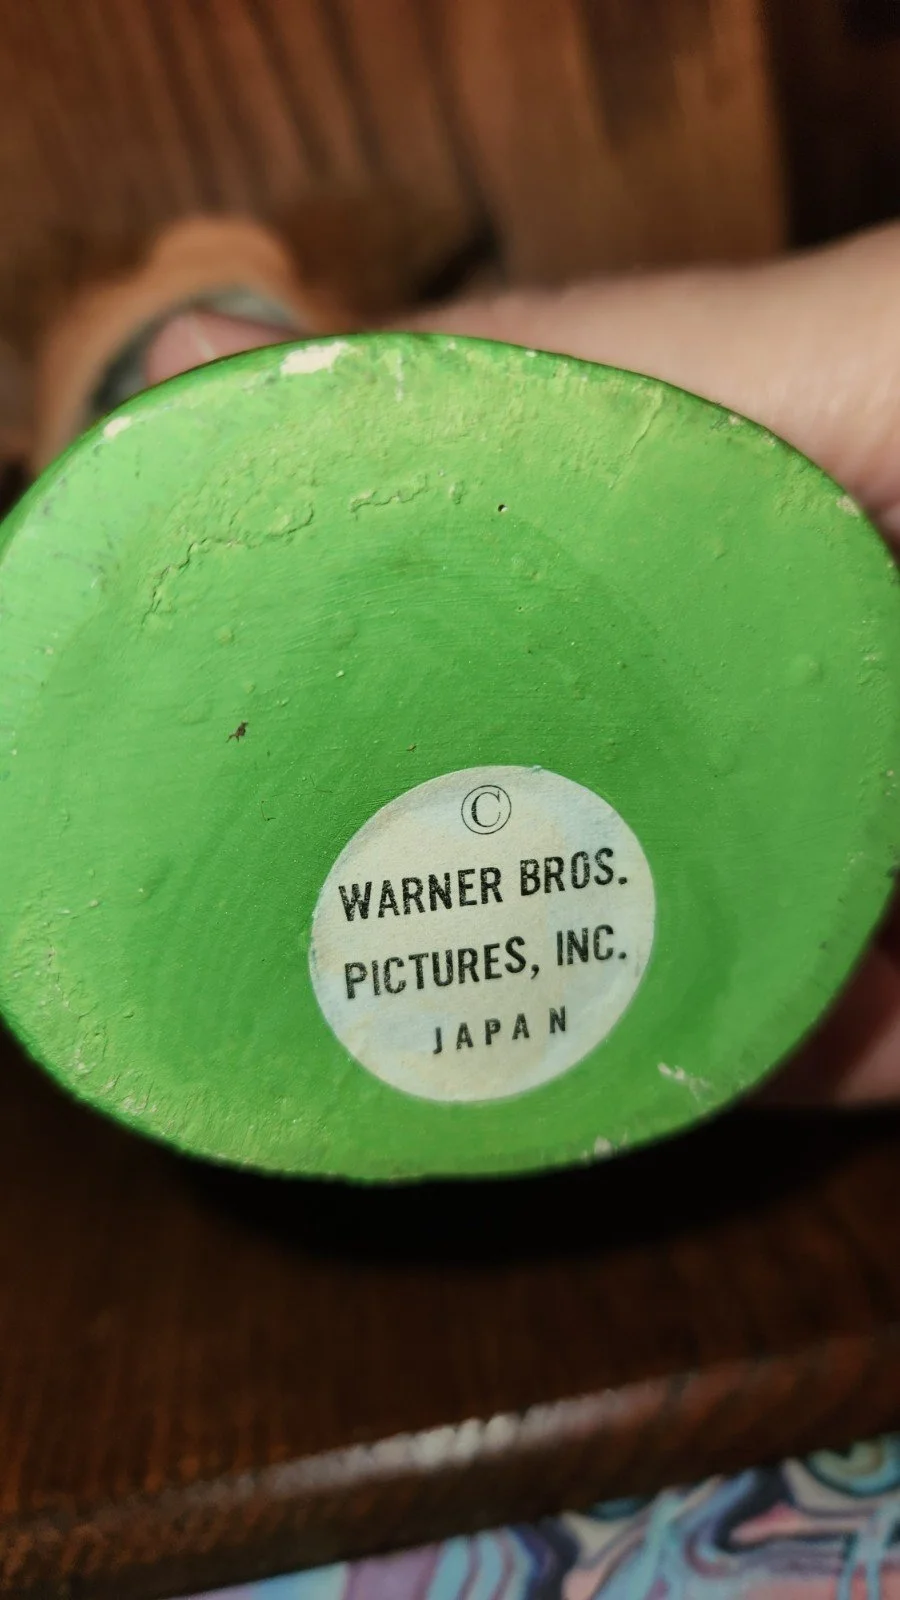 ©
WARNER BROS.
PICTURES, INC.
JAPAN